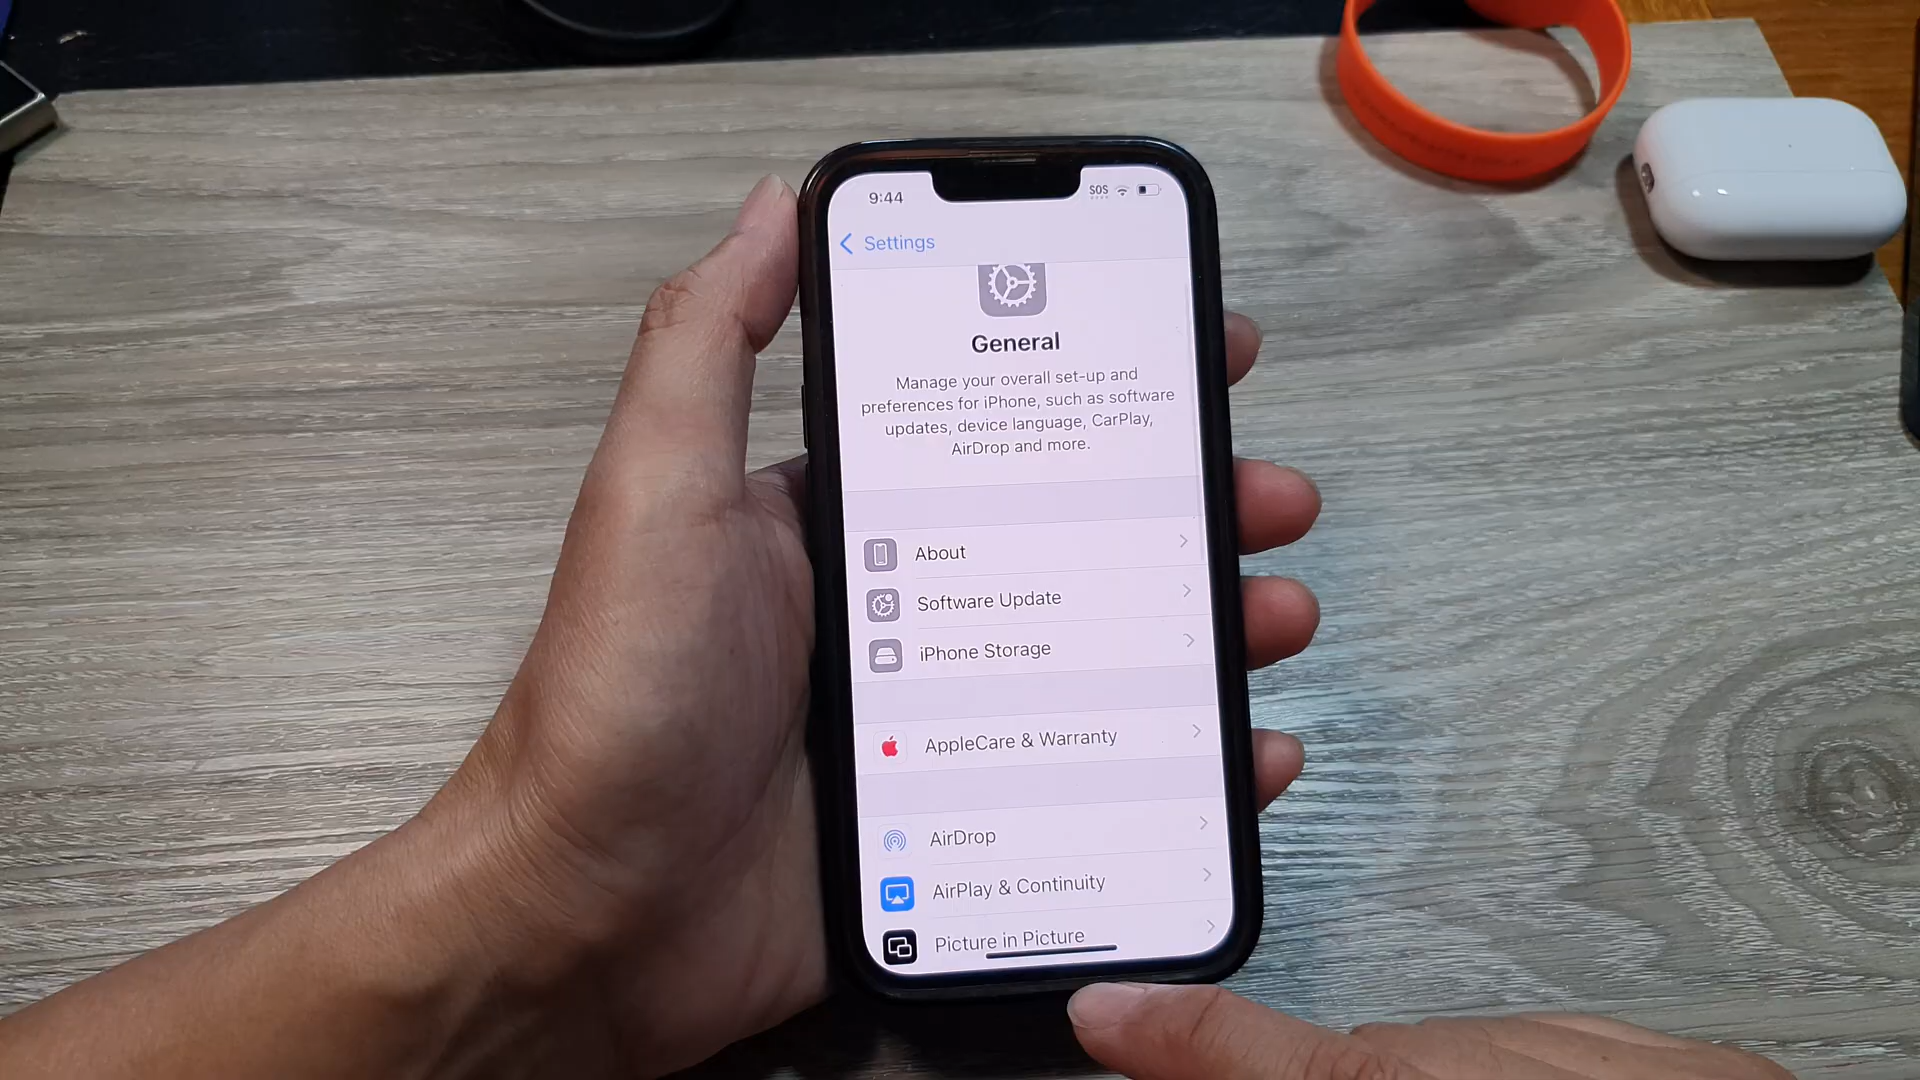 9:44
SOS
Settings
General
Manage your overall set-up and
preferences for iPhone, such as software
updates, device language, CarPlay,
AirDrop and more.
About
Software Update
iPhone Storage
AppleCare & Warranty
AirDrop
AirPlay & Continuity
Picture in Picture